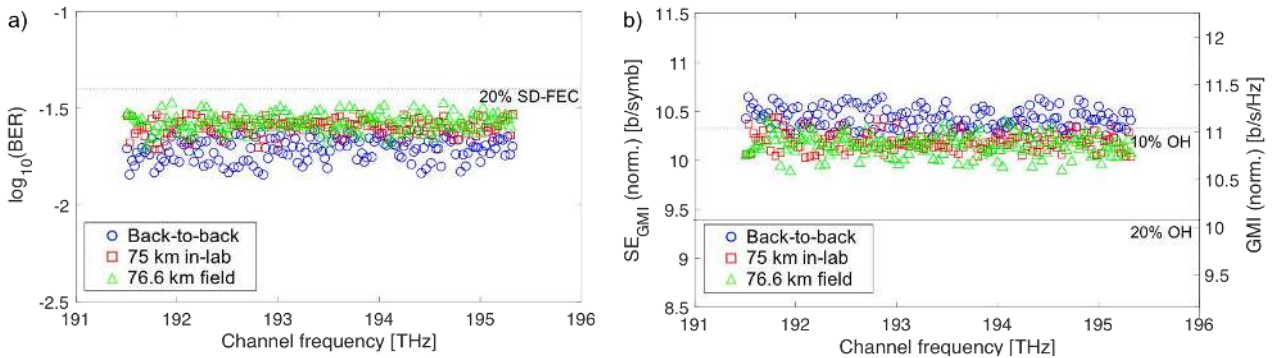 a)
-1
-1.5
-2
-2.5
log10(BER)
20% SD-FEC
Back-to-back
75 km in-lab
76.6 km field
191 192 193 194 195 196
Channel frequency [THz]
b)
11.5
11
10.5
10
9.5
9
8.5
SE_GMI (norm.) [b/symb]
12
11.5
11
10.5
10
9.5
GMI (norm.) [b/s/Hz]
10% OH
20% OH
Back-to-back
75 km in-lab
76.6 km field
191 192 193 194 195 196
Channel frequency [THz]